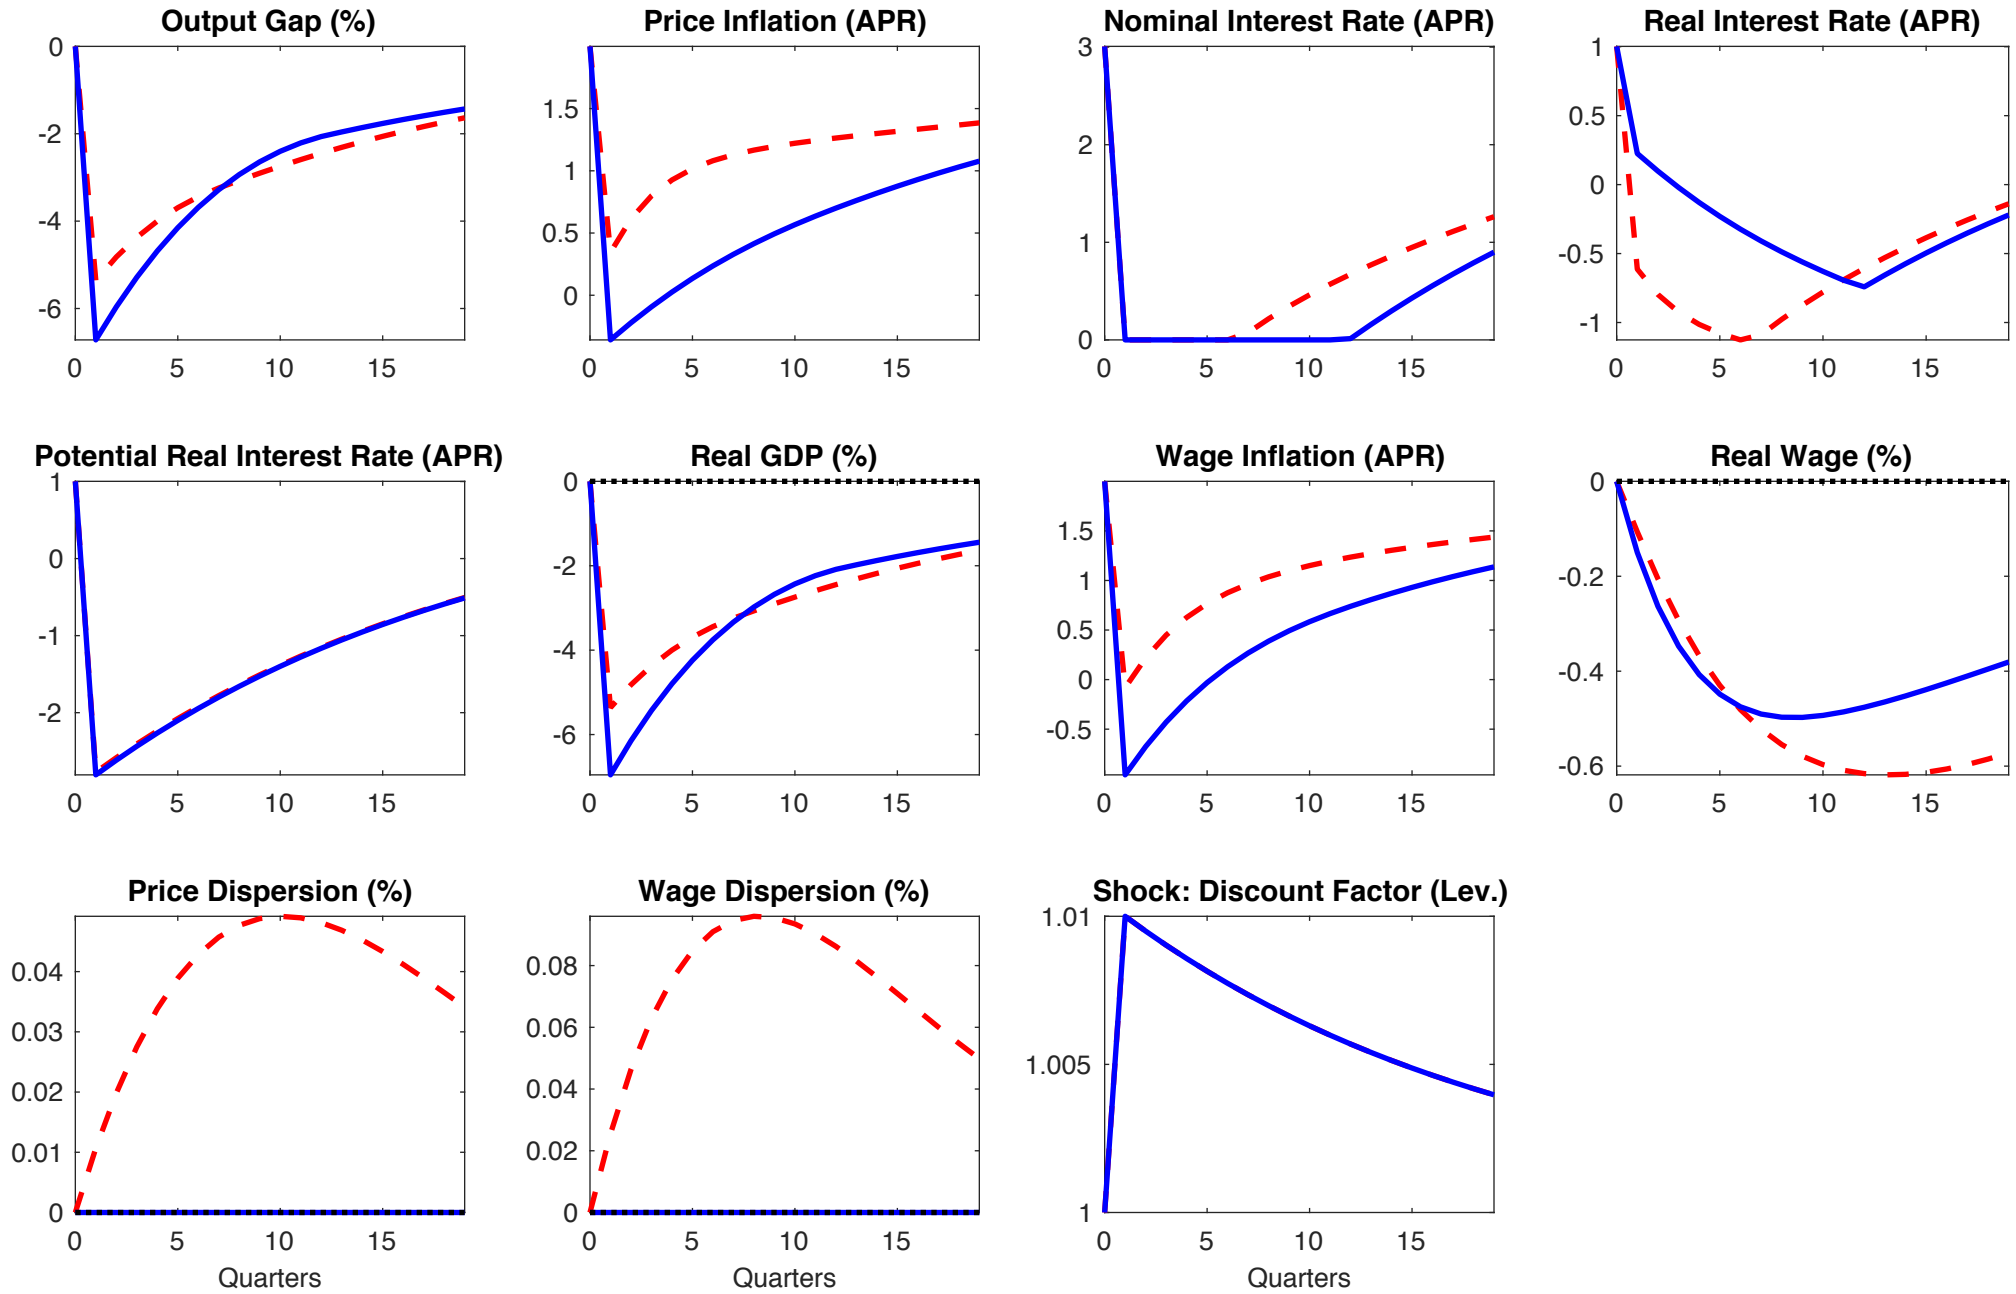 Output Gap (%)
Price Inflation (APR)
Nominal Interest Rate (APR)
Real Interest Rate (APR)
0
-2
-4
-6
0 5 10 15
1.5
1
0.5
0
0 5 10 15
3
2
1
0
0 5 10 15
1
0.5
0
-0.5
-1
0 5 10 15
Potential Real Interest Rate (APR)
Real GDP (%)
Wage Inflation (APR)
Real Wage (%)
1
0
-1
-2
0 5 10 15
0
-2
-4
-6
0 5 10 15
1.5
1
0.5
0
-0.5
0 5 10 15
0
-0.2
-0.4
-0.6
0 5 10 15
Price Dispersion (%)
Wage Dispersion (%)
Shock: Discount Factor (Lev.)
0.04
0.03
0.02
0.01
0
0 5 10 15
Quarters
0.08
0.06
0.04
0.02
0
0 5 10 15
Quarters
1.01
1.005
1
0 5 10 15
Quarters